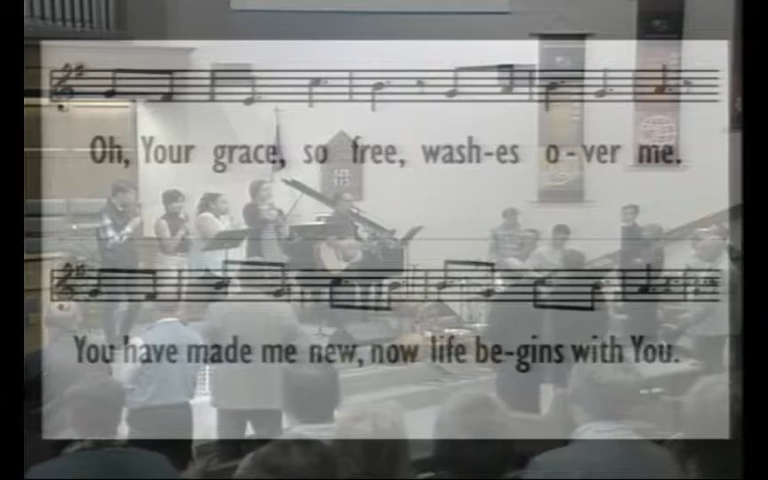 Oh, Your grace, so free, wash-es o-ver me.
You have made me new, now life be-gins with You.